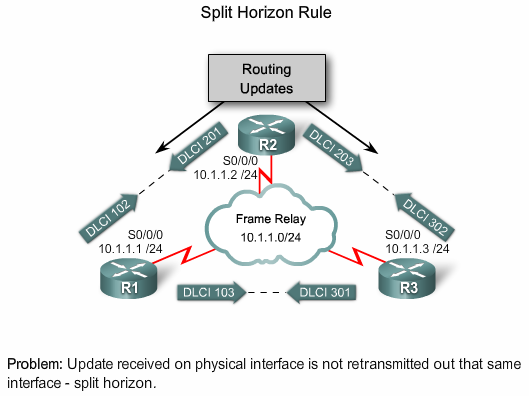 Split Horizon Rule
Routing
Updates
DLCI 201
R2
DLCI 203
S0/0/0
10.1.1.2 /24
DLCI 102
DLCI 302
Frame Relay
10.1.1.0/24
S0/0/0
10.1.1.1 /24
S0/0/0
10.1.1.3 /24
R1
DLCI 103
DLCI 301
R3
Problem: Update received on physical interface is not retransmitted out that same
interface - split horizon.